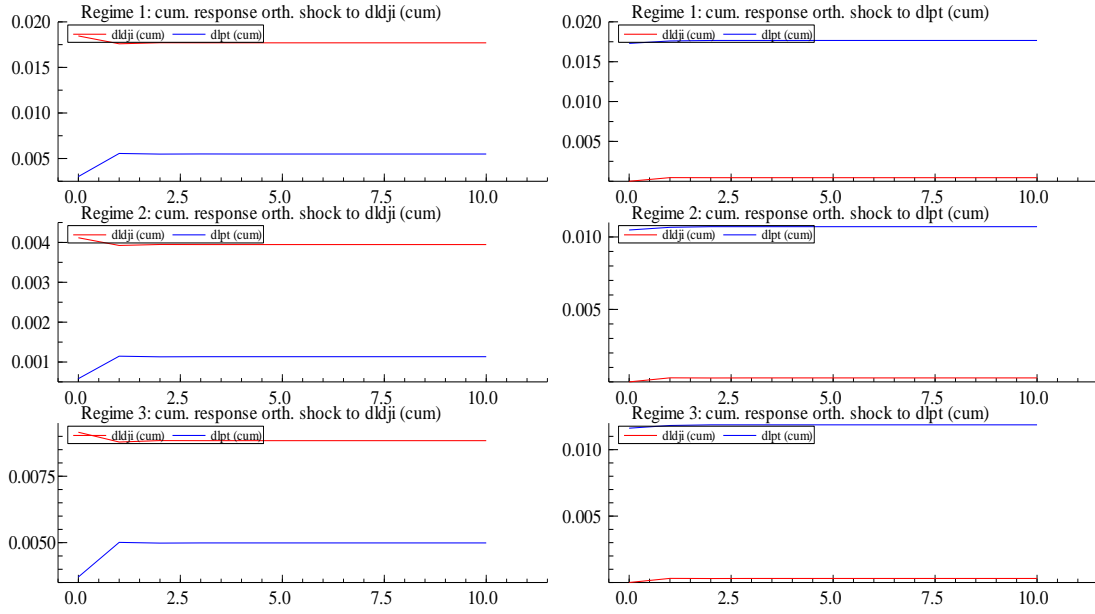 Regime 1: cum. response orth. shock to dldji (cum)
dldji (cum) dlpt (cum)
0.020
0.015
0.010
0.005
0.0 2.5 5.0 7.5 10.0
Regime 1: cum. response orth. shock to dlpt (cum)
dldji (cum) dlpt (cum)
0.020
0.015
0.010
0.005
0.0 2.5 5.0 7.5 10.0
Regime 2: cum. response orth. shock to dldji (cum)
dldji (cum) dlpt (cum)
0.004
0.003
0.002
0.001
0.0 2.5 5.0 7.5 10.0
Regime 2: cum. response orth. shock to dlpt (cum)
dldji (cum) dlpt (cum)
0.010
0.005
0.0 2.5 5.0 7.5 10.0
Regime 3: cum. response orth. shock to dldji (cum)
dldji (cum) dlpt (cum)
0.0075
0.0050
0.0 2.5 5.0 7.5 10.0
Regime 3: cum. response orth. shock to dlpt (cum)
dldji (cum) dlpt (cum)
0.010
0.005
0.0 2.5 5.0 7.5 10.0